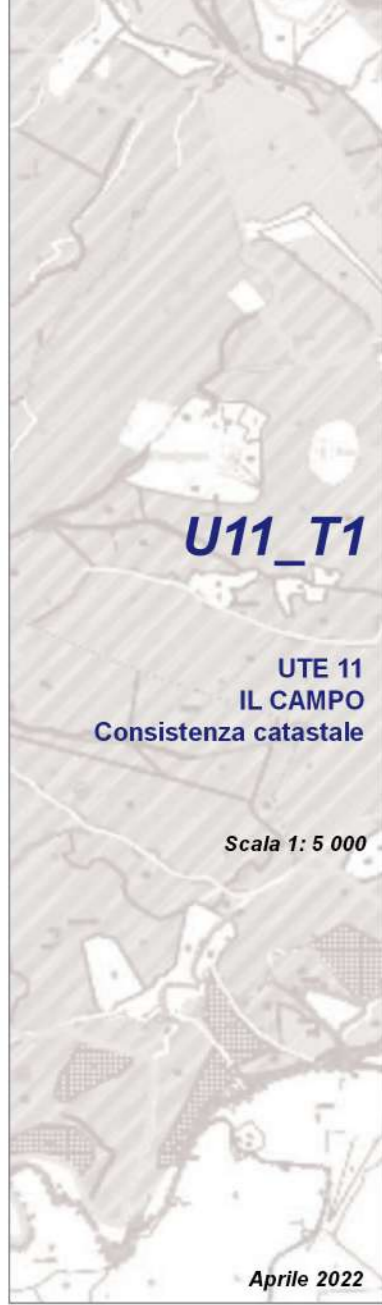 U11_T1
UTE 11
IL CAMPO
Consistenza catastale
Scala 1: 5 000
Aprile 2022